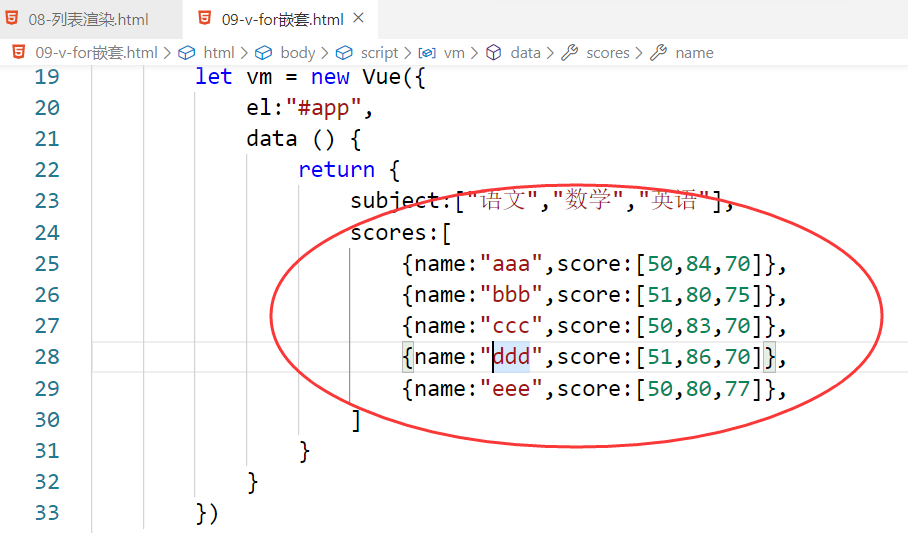 08-列表渲染.html 09-v-for嵌套.html ×
09-v-for嵌套.html > html > body > script > vm > data > scores > name
19 let vm = new Vue({
20 el:"#app",
21 data () {
22 return {
23 subject:["语文","数学","英语"],
24 scores:[
25 {name:"aaa",score:[50,84,70]},
26 {name:"bbb",score:[51,80,75]},
27 {name:"ccc",score:[50,83,70]},
28 {name:"ddd",score:[51,86,70]},
29 {name:"eee",score:[50,80,77]},
30 ]
31 }
32 }
33 })